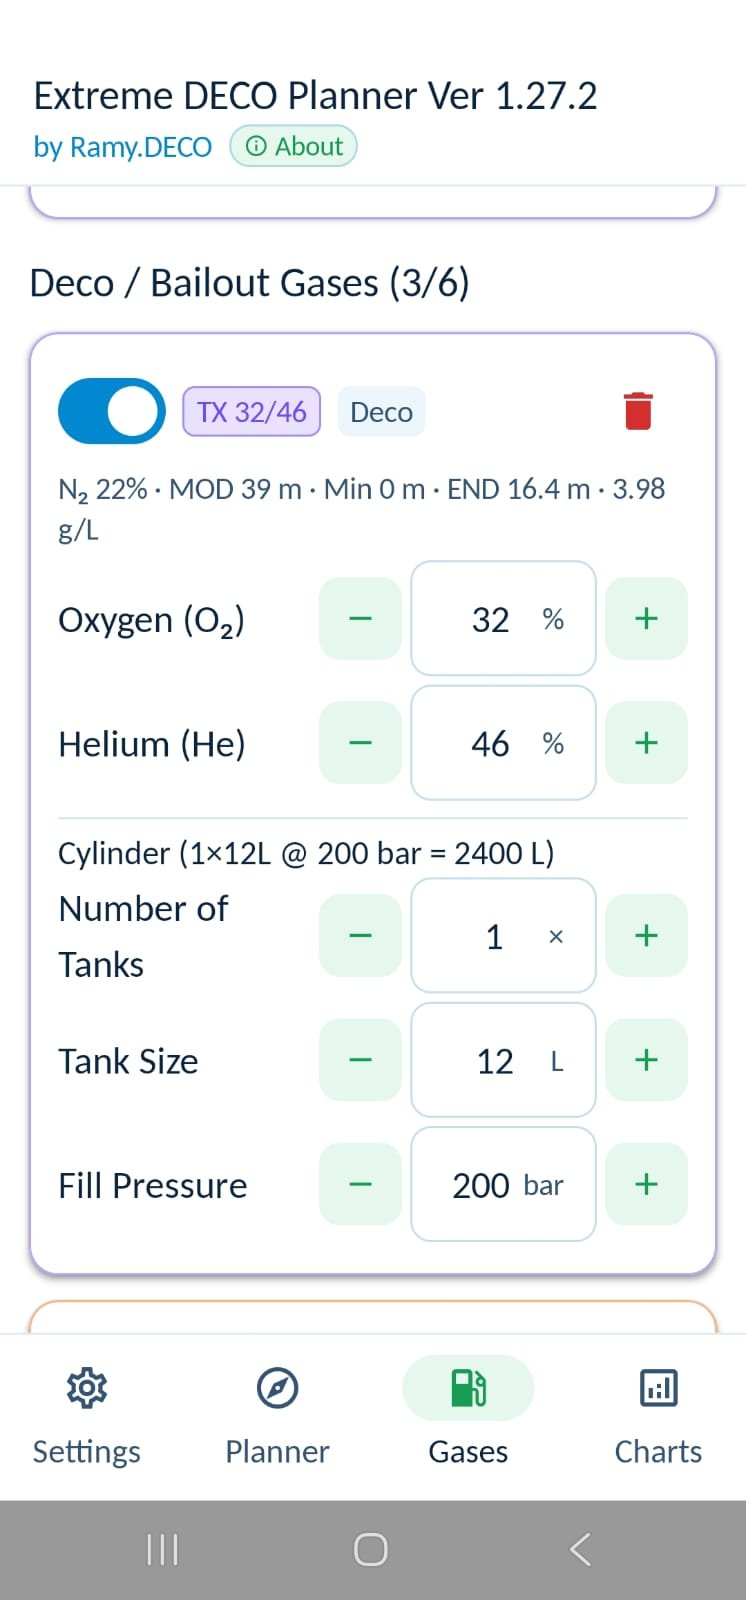 Extreme DECO Planner Ver 1.27.2
by Ramy.DECO About
Deco / Bailout Gases (3/6)
TX 32/46 Deco
N₂ 22% · MOD 39 m · Min 0 m · END 16.4 m · 3.98
g/L
Oxygen (O₂) − 32 % +
Helium (He) − 46 % +
Cylinder (1×12L @ 200 bar = 2400 L)
Number of
Tanks − 1 × +
Tank Size − 12 L +
Fill Pressure − 200 bar +
Settings Planner Gases Charts